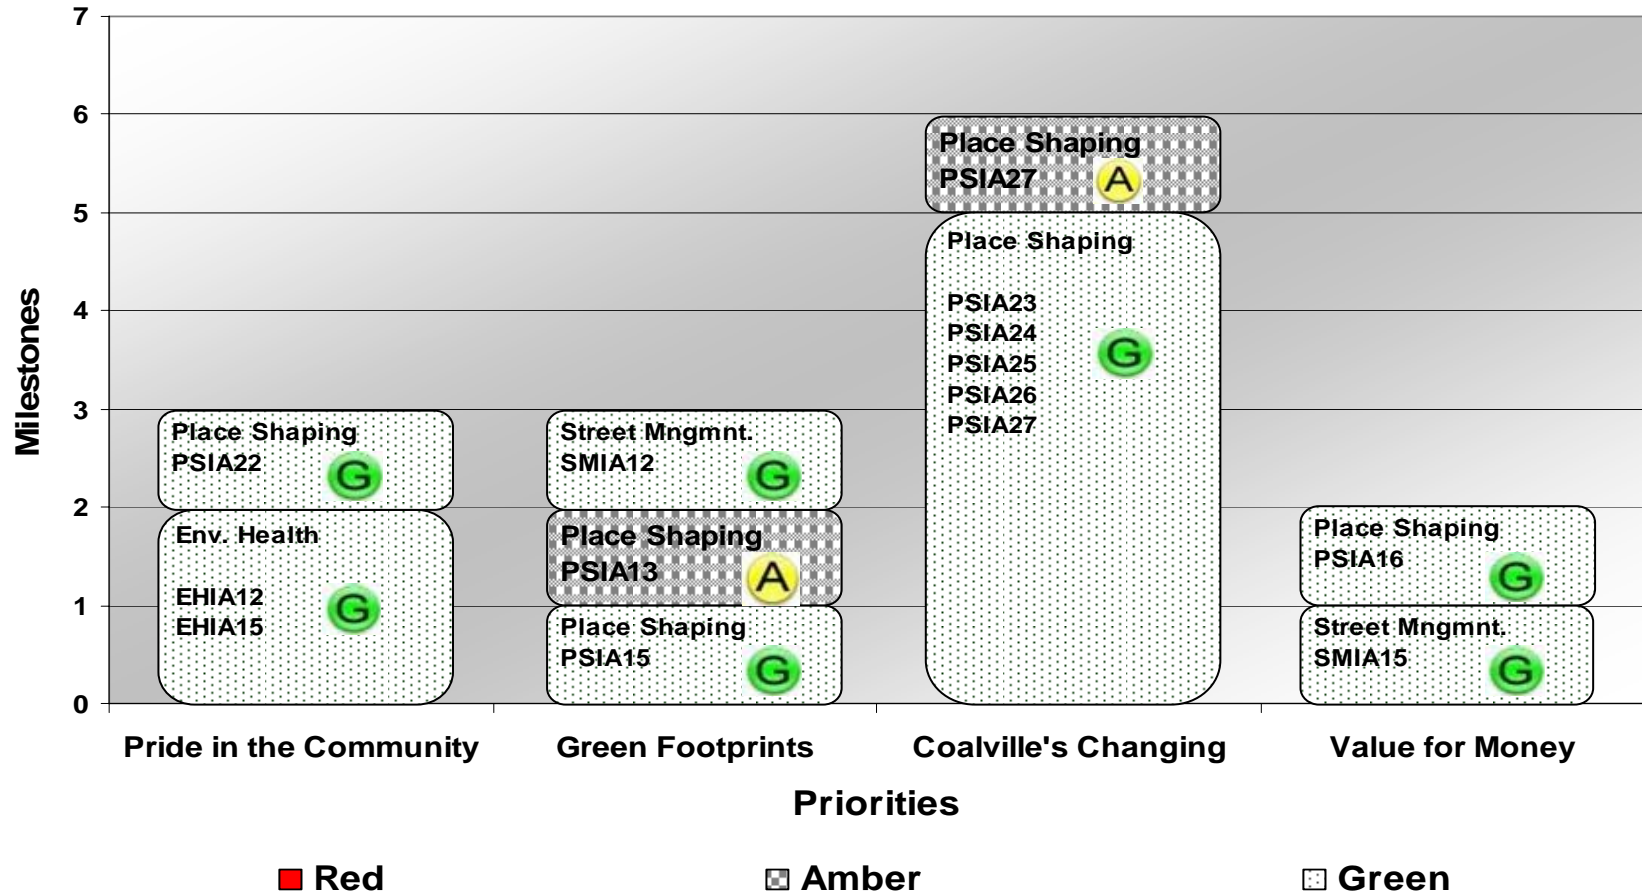 7
6
5
4
3
2
1
0
Milestones
Place Shaping
PSIA22
G
Env. Health
EHIA12
EHIA15
G
Street Mngmnt.
SMIA12
G
Place Shaping
PSIA13
A
Place Shaping
PSIA15
G
Place Shaping
PSIA27
A
Place Shaping
PSIA23
PSIA24
PSIA25
PSIA26
PSIA27
G
Place Shaping
PSIA16
G
Street Mngmnt.
SMIA15
G
Pride in the Community
Green Footprints
Coalville's Changing
Value for Money
Priorities
Red
Amber
Green